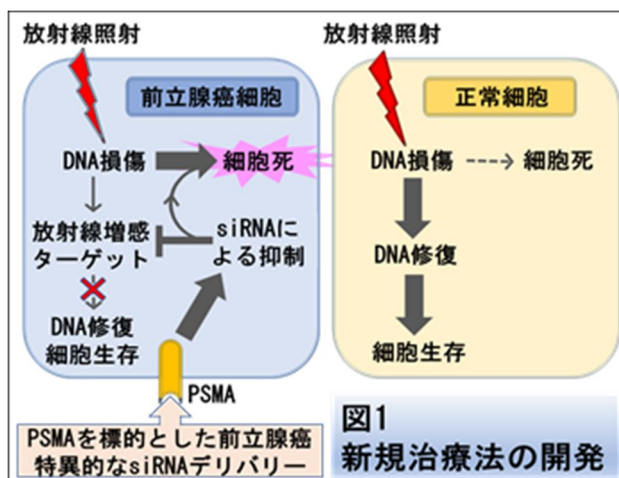 放射線照射
前立腺癌細胞
DNA損傷
細胞死
放射線増感
ターゲット
siRNAに
よる抑制
DNA修復
細胞生存
PSMA
PSMAを標的とした前立腺癌
特異的なsiRNAデリバリー
放射線照射
正常細胞
DNA損傷
細胞死
DNA修復
細胞生存
図1
新規治療法の開発